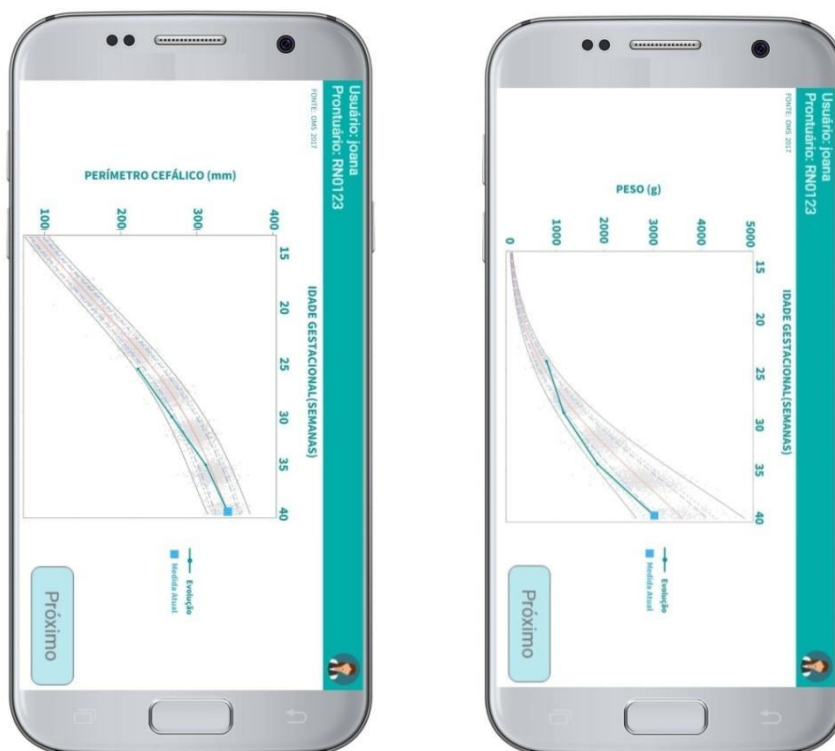 Usuário: joana
Prontuário: RN0123
FONTE: OMS 2017
PERÍMETRO CEFÁLICO (mm)
400
300
200
100
15
20
25
30
35
40
IDADE GESTACIONAL(SEMANAS)
Evolução
Medida Atual
Próximo
Usuário: joana
Prontuário: RN0123
FONTE: OMS 2017
PESO (g)
5000
4000
3000
2000
1000
0
15
20
25
30
35
40
IDADE GESTACIONAL(SEMANAS)
Evolução
Medida Atual
Próximo